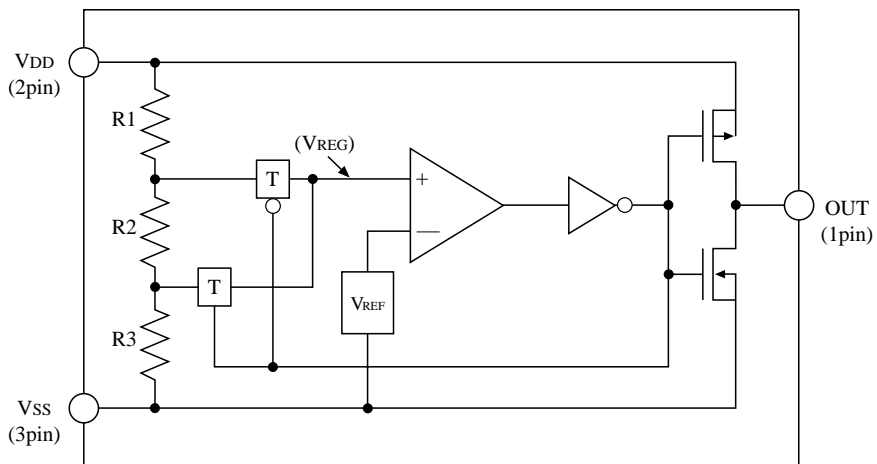 VDD
(2pin)
R1
(VREG)
T
+
—
R2
OUT
(1pin)
T
VREF
R3
VSS
(3pin)